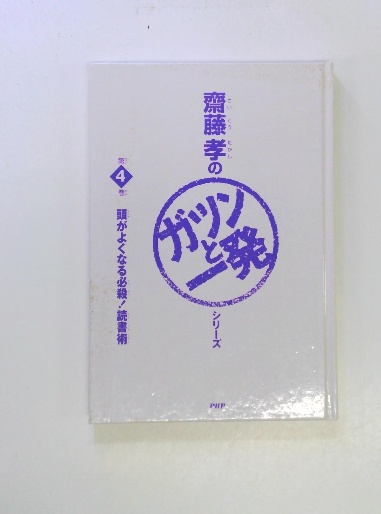 齋藤孝の
ガツンと一発
シリーズ
第4巻
頭がよくなる必殺!読書術
PHP